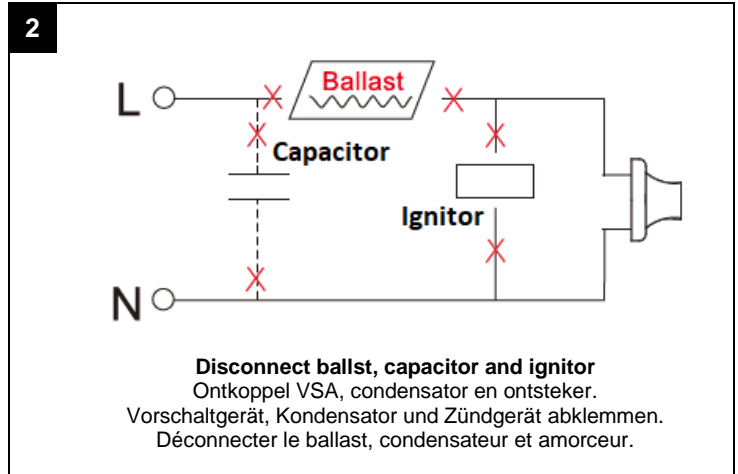 2
L
Ballast
Capacitor
Ignitor
N
Disconnect ballst, capacitor and ignitor
Ontkoppel VSA, condensator en ontsteker.
Vorschaltgerät, Kondensator und Zündgerät abklemmen.
Déconnecter le ballast, condensateur et amorceur.